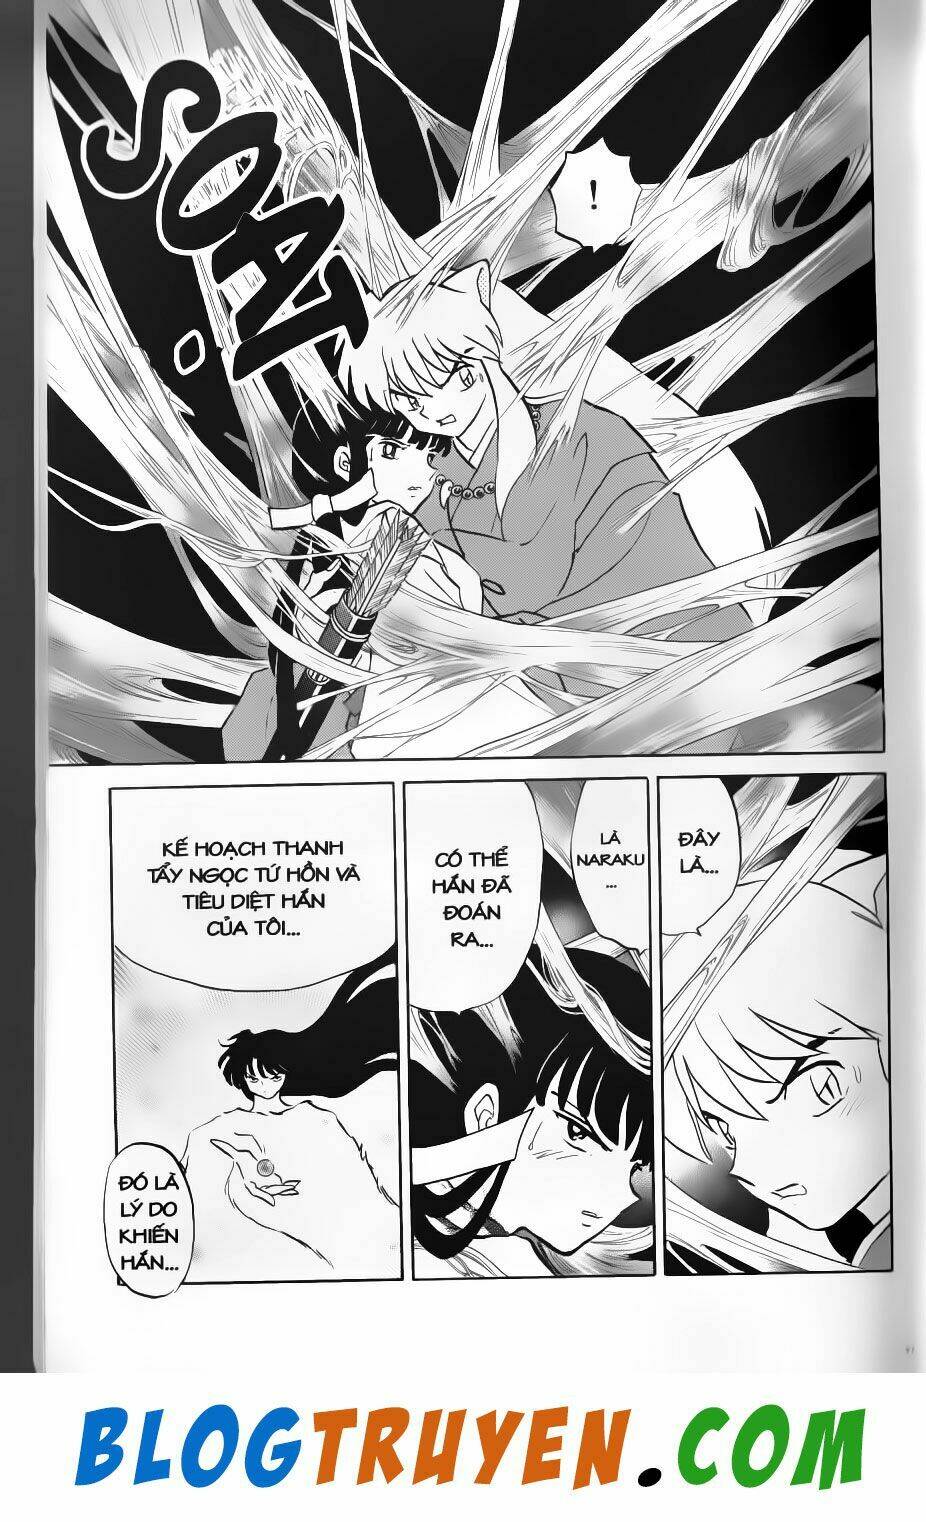 SOẠT
!
ĐÂY
LÀ...
LÀ
NARAKU
...
CÓ THỂ
HẮN ĐÃ
ĐOÁN
RA...
KẾ HOẠCH THANH
TẨY NGỌC TỨ HỒN VÀ
TIÊU DIỆT HẮN
CỦA TÔI...
ĐÓ LÀ
LÝ DO
KHIẾN
HẮN...
BLOGTRUYEN.COM